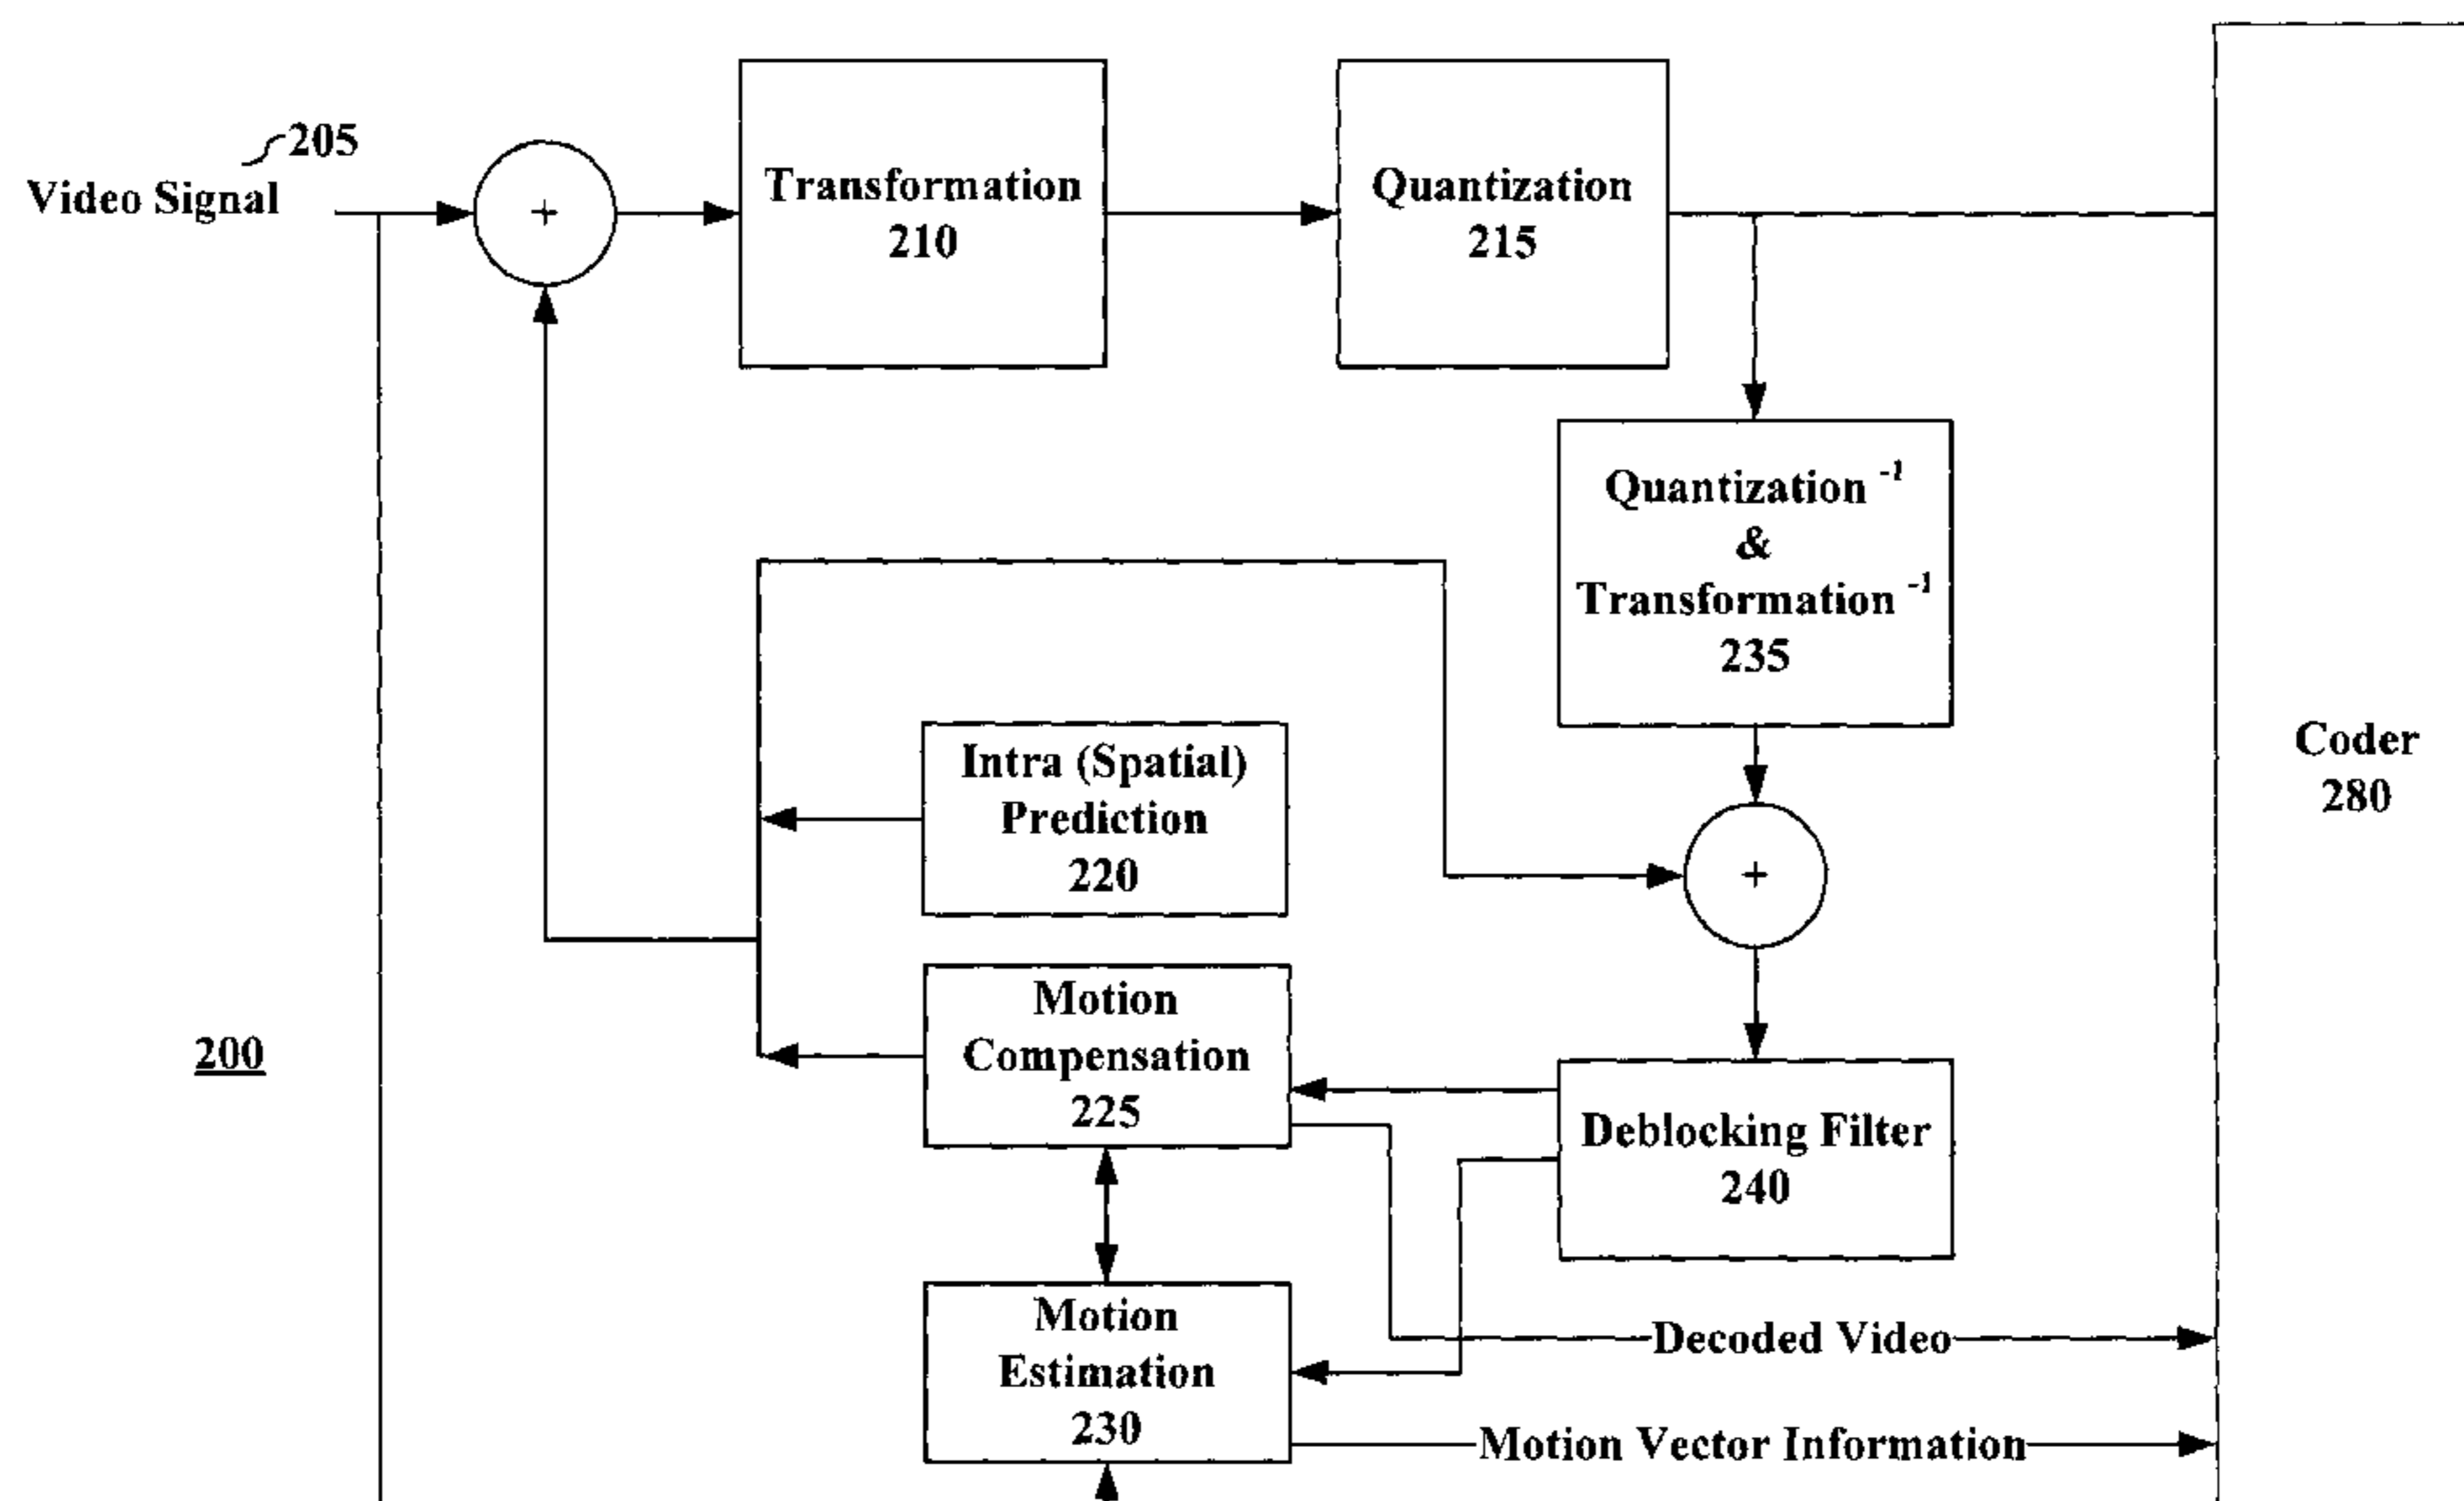 205
Video Signal
+
Transformation
210
Quantization
215
Quantization -1
&
Transformation -1
235
Intra (Spatial)
Prediction
220
+
Coder
280
Motion
Compensation
225
200
Deblocking Filter
240
Motion
Estimation
230
Decoded Video
Motion Vector Information